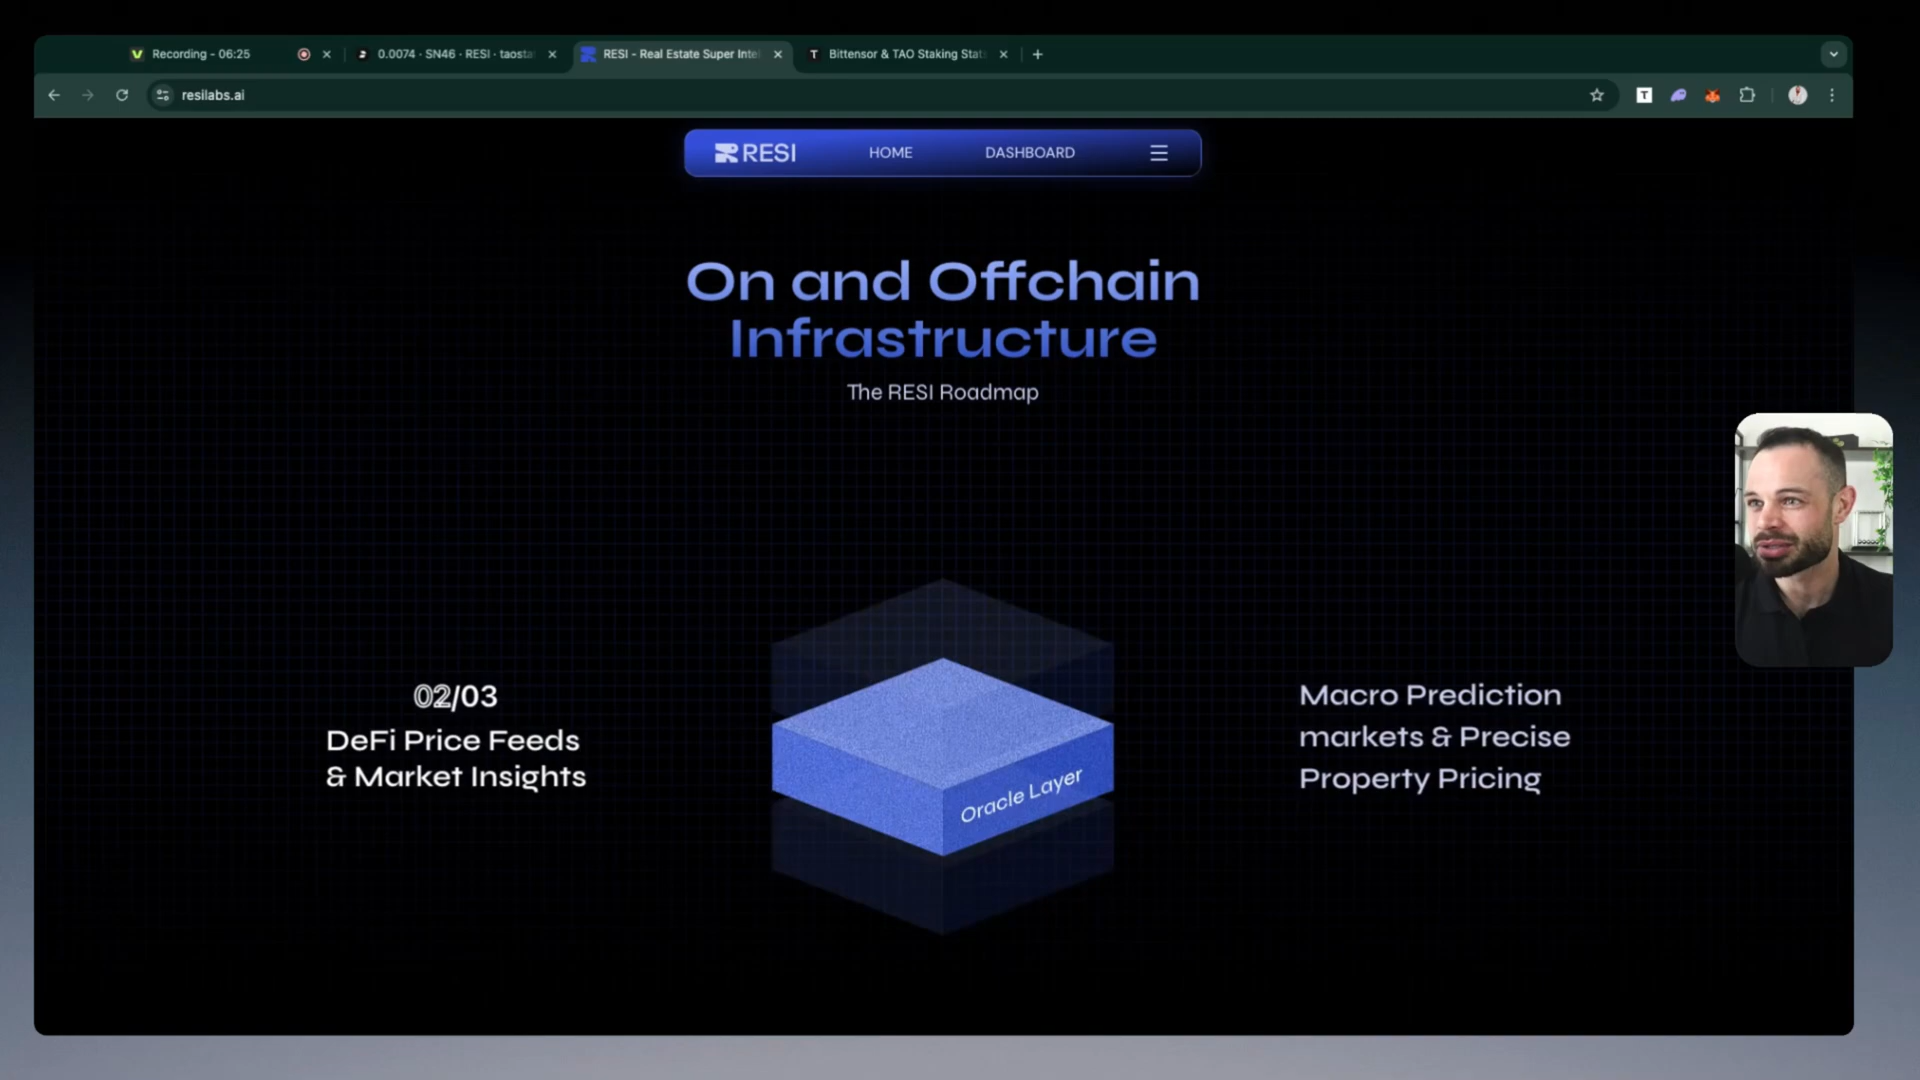 Recording - 06:25
0.0074 · SN46 · RESI · taosta
RESI - Real Estate Super Inte
Bittensor & TAO Staking Stat
resilabs.ai
RESI
HOME
DASHBOARD
On and Offchain
Infrastructure
The RESI Roadmap
02/03
DeFi Price Feeds
& Market Insights
Oracle Layer
Macro Prediction
markets & Precise
Property Pricing